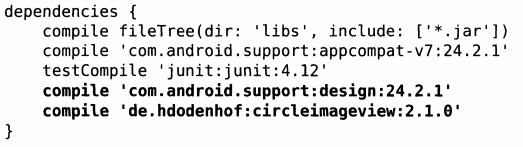 dependencies {
    compile fileTree(dir: 'libs', include: ['*.jar'])
    compile 'com.android.support:appcompat-v7:24.2.1'
    testCompile 'junit:junit:4.12'
    compile 'com.android.support:design:24.2.1'
    compile 'de.hdodenhof:circleimageview:2.1.0'
}